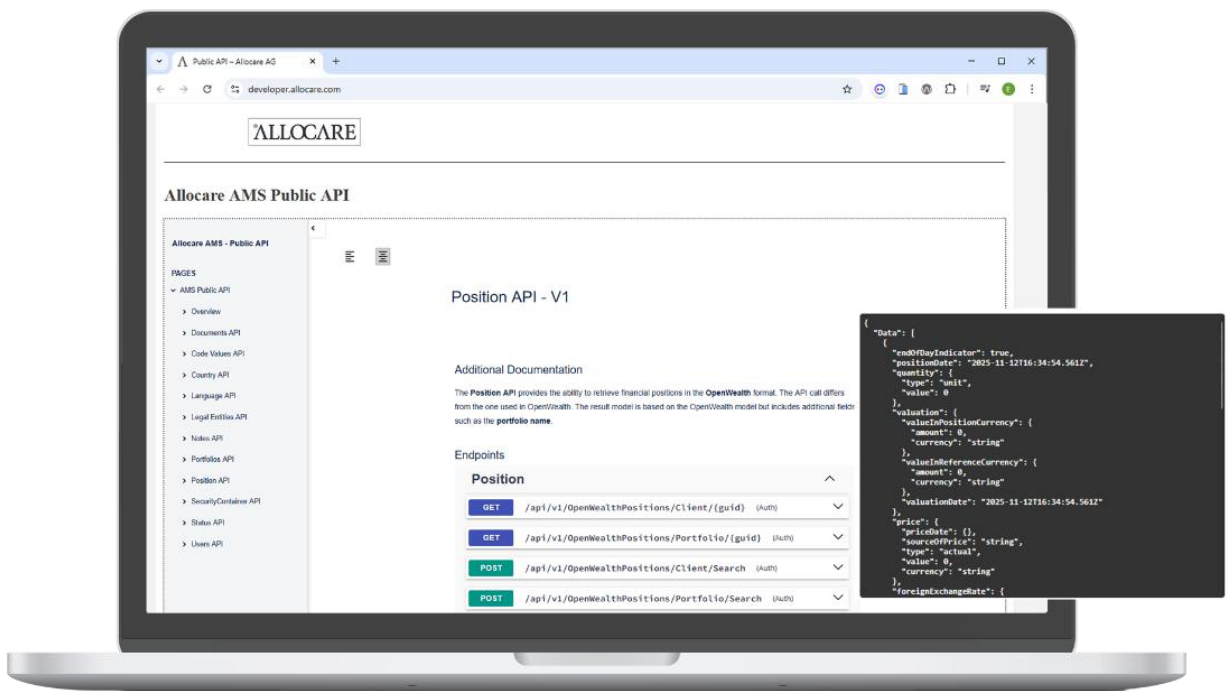 Public API – Allocare AG
developer.allocare.com
E
ALLOCARE
Allocare AMS Public API
Allocare AMS - Public API
PAGES
AMS Public API
Overview
Documents API
Code Values API
Country API
Language API
Legal Entities API
Notes API
Portfolios API
Position API
SecurityContainer API
Status API
Users API
Position API - V1
Additional Documentation
The Position API provides the ability to retrieve financial positions in the OpenWealth format. The API call differs
from the one used in OpenWealth. The result model is based on the OpenWealth model but includes additional fields
such as the portfolio name.
Endpoints
Position
GET /api/v1/OpenWealthPositions/Client/{guid} (Auth)
GET /api/v1/OpenWealthPositions/Portfolio/{guid} (Auth)
POST /api/v1/OpenWealthPositions/Client/Search (Auth)
POST /api/v1/OpenWealthPositions/Portfolio/Search (Auth)
{
"Data": [
{
"endOfDayIndicator": true,
"positionDate": "2025-11-12T16:34:54.561Z",
"quantity": {
"type": "unit",
"value": 0
},
"valuation": {
"valueInPositionCurrency": {
"amount": 0,
"currency": "string"
},
"valueInReferenceCurrency": {
"amount": 0,
"currency": "string"
},
"valuationDate": "2025-11-12T16:34:54.561Z"
},
"price": {
"priceDate": {},
"sourceOfPrice": "string",
"type": "actual",
"value": 0,
"currency": "string"
},
"foreignExchangeRate": {